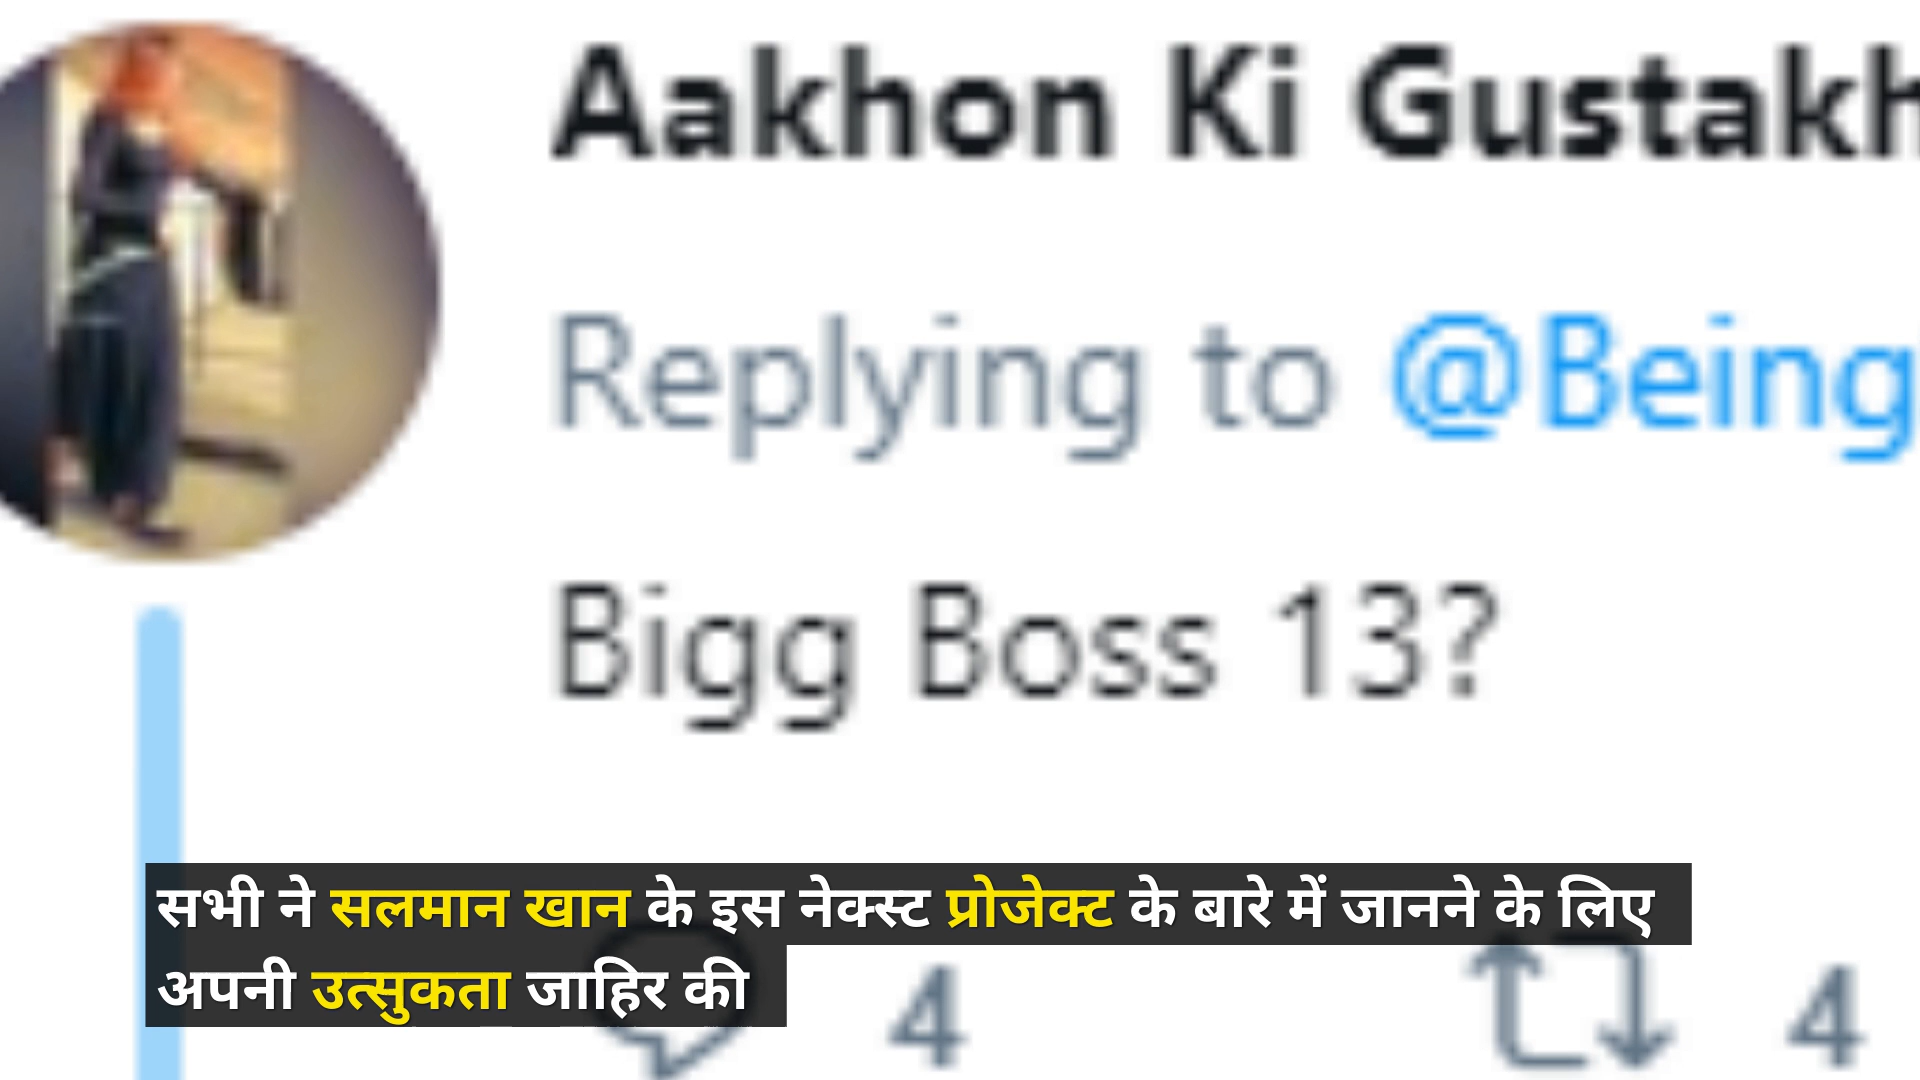 Aakhon Ki Gustakh
Replying to @Being
Bigg Boss 13?
सभी ने सलमान खान के इस नेक्स्ट प्रोजेक्ट के बारे में जानने के लिए
अपनी उत्सुकता जाहिर की
4 4